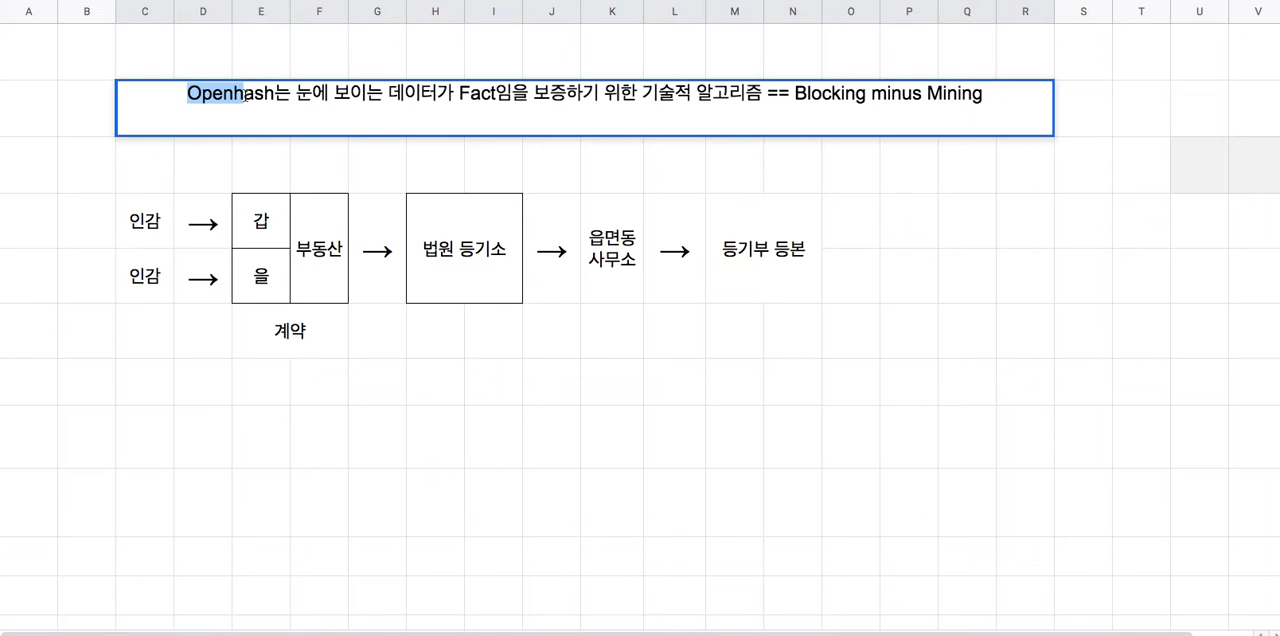 A B C D E F G H I J K L M N O P Q R S T U V
Openhash는 눈에 보이는 데이터가 Fact임을 보증하기 위한 기술적 알고리즘 == Blocking minus Mining
인감 → 갑
부동산 → 법원 등기소 → 읍면동
사무소 → 등기부 등본
인감 → 을
계약